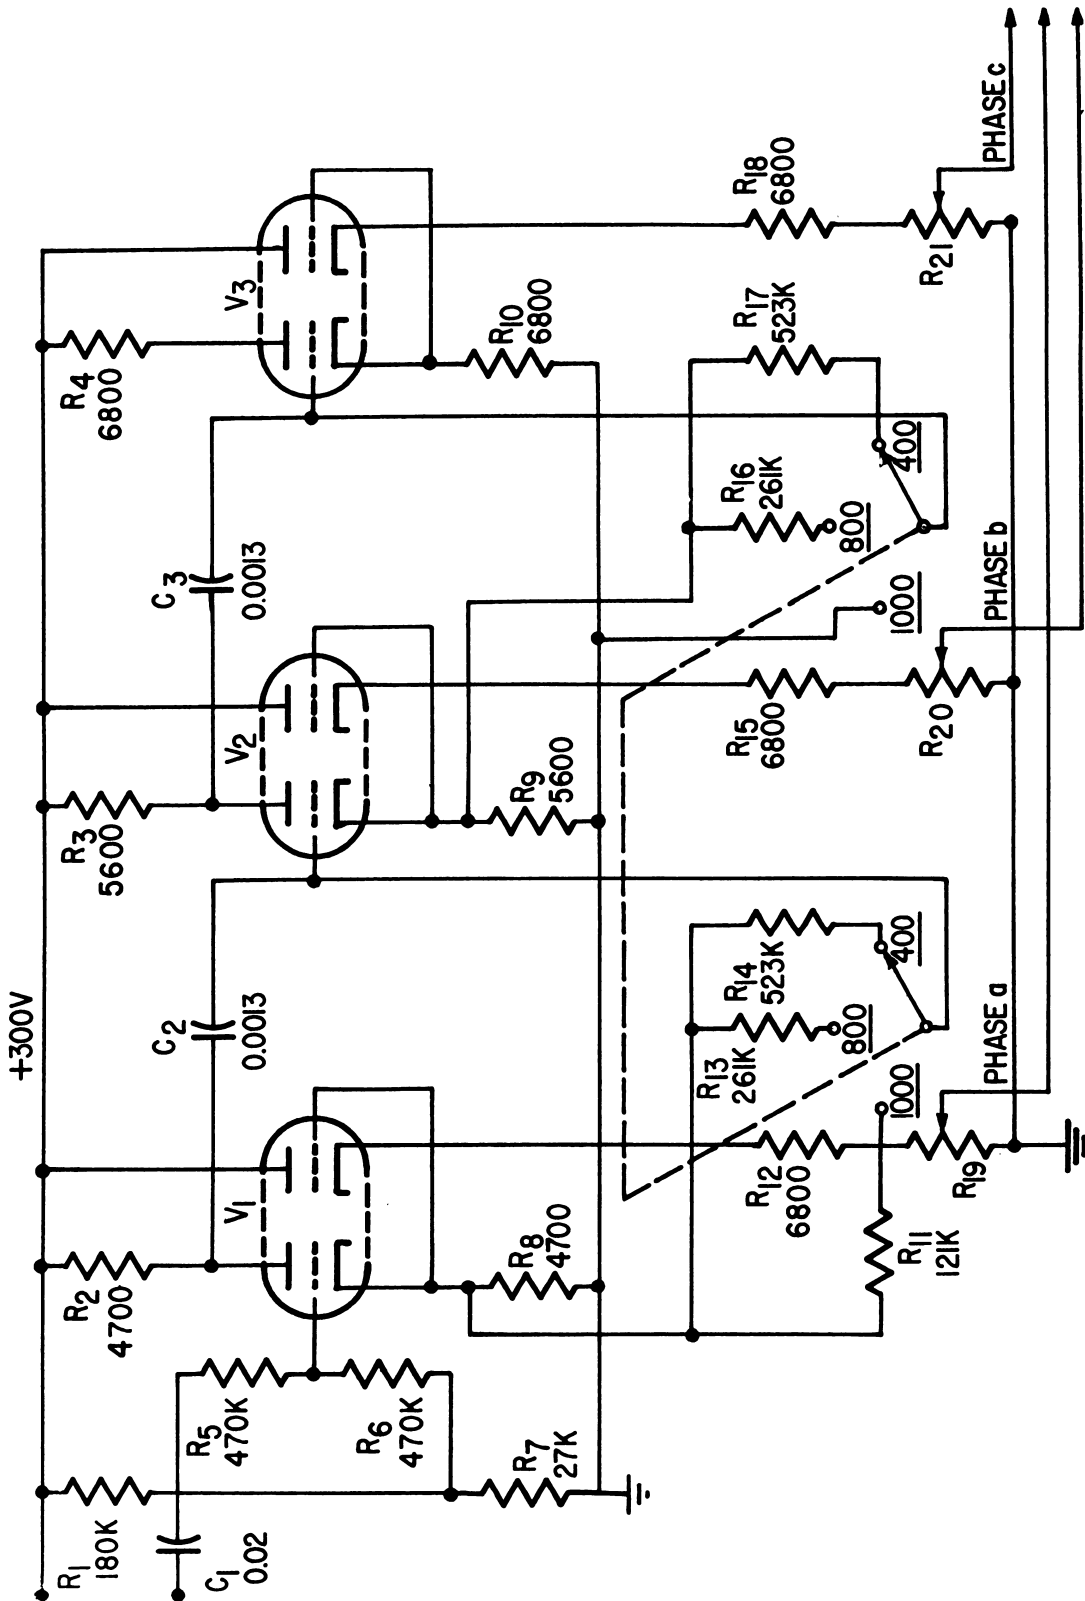 +300V
R1
180K
C1
0.02
R2
4700
R5
470K
R6
470K
R7
27K
V1
R8
4700
C2
0.0013
R3
5600
V2
R9
5600
C3
0.0013
R4
6800
V3
R10
6800
R11
121K
R12
6800
R13
261K
R14
523K
1000
800
400
R15
6800
R16
261K
R17
523K
1000
800
400
R18
6800
R19
R20
R21
PHASE a
PHASE b
PHASE c